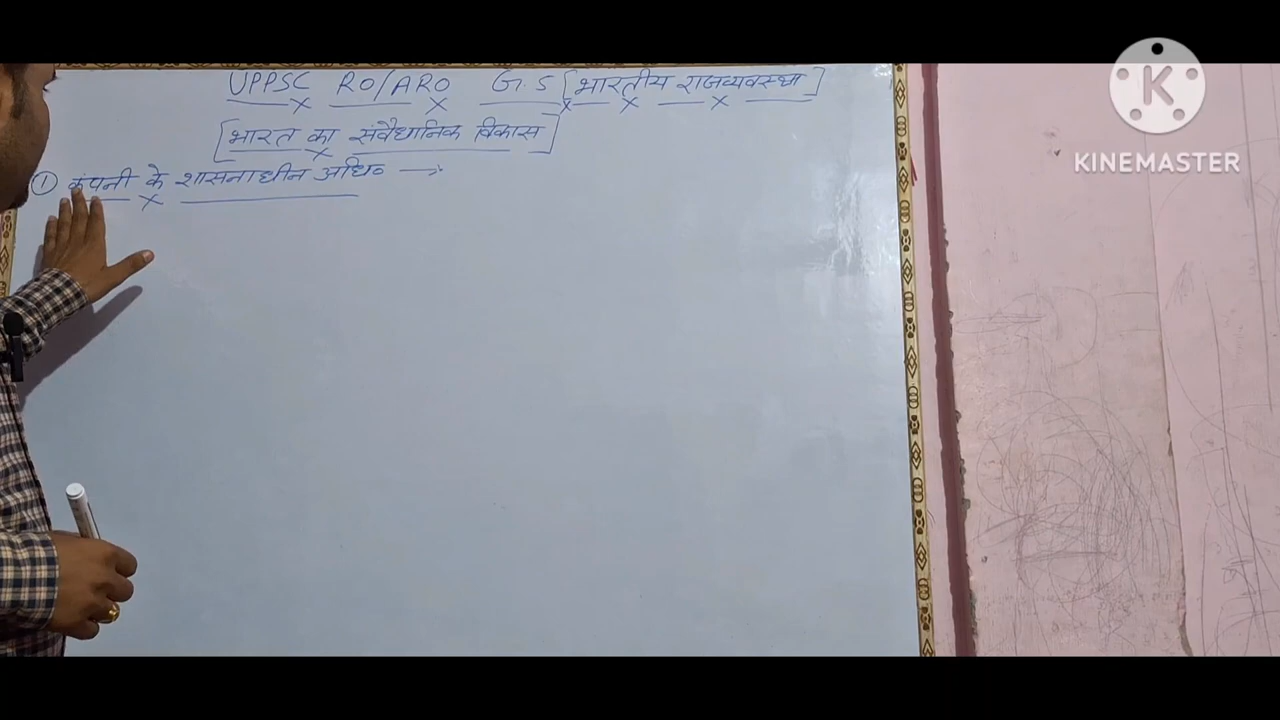 UPPSC RO/ARO G.S [भारतीय राजव्यवस्था]
[भारत का संवैधानिक विकास]
① कंपनी के शासनाधीन अधि० →
K
KINEMASTER